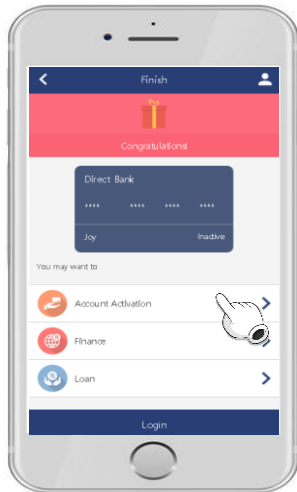 Finish
Congratulations!
Direct Bank
**** **** **** ****
Joy Inactive
You may want to
Account Activation
Finance
Loan
Login